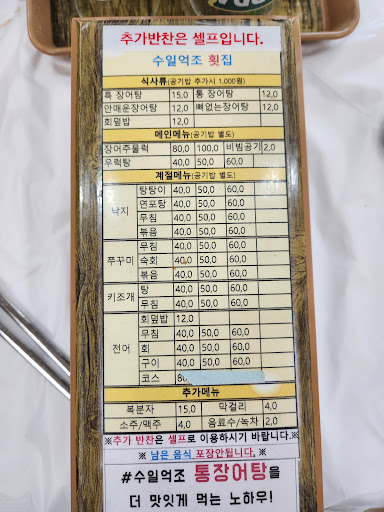 추가반찬은 셀프입니다.
수일억조 횟집
식사류(공기밥 추가시 1,000원)
특 장어탕 15,0 통 장어탕 12,0
안매운장어탕 12,0 뼈없는장어탕 12,0
회덮밥 12,0
메인메뉴(공기밥 별도)
장어주물럭 80,0 100,0 비빔공기 2,0
우럭탕 40,0 50,0 60,0
계절메뉴(공기밥 별도)
낙지 탕탕이 40,0 50,0 60,0
연포탕 40,0 50,0 60,0
무침 40,0 50,0 60,0
볶음 40,0 50,0 60,0
쭈꾸미 무침 40,0 50,0 60,0
숙회 40,0 50,0 60,0
볶음 40,0 50,0 60,0
키조개 탕 40,0 50,0 60,0
무침 40,0 50,0 60,0
전어 회덮밥 12,0
무침 40,0 50,0 60,0
회 40,0 50,0 60,0
구이 40,0 50,0 60,0
코스
추가메뉴
복분자 15,0 막걸리 4,0
소주/맥주 4,0 음료수/녹차 2,0
※추가 반찬은 셀프로 이용하시기 바랍니다.※
※ 남은 음식 포장안됩니다. ※
#수일억조 통장어탕을
더 맛있게 먹는 노하우!